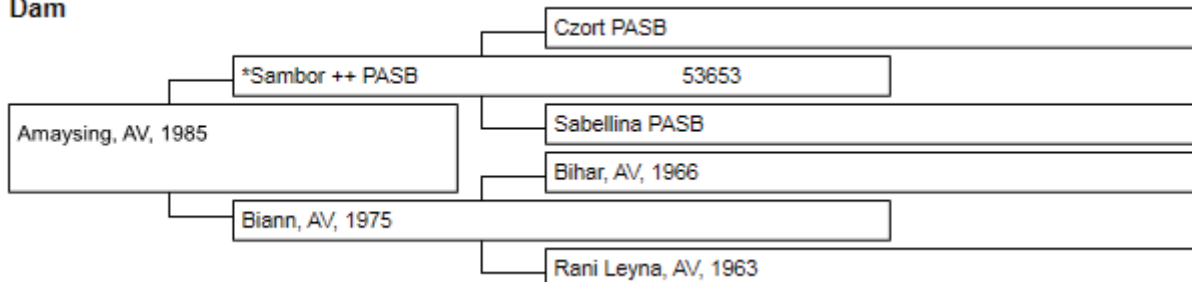 Dam
Czort PASB
*Sambor ++ PASB 53653
Sabellina PASB
Amaysing, AV, 1985
Bihar, AV, 1966
Biann, AV, 1975
Rani Leyna, AV, 1963